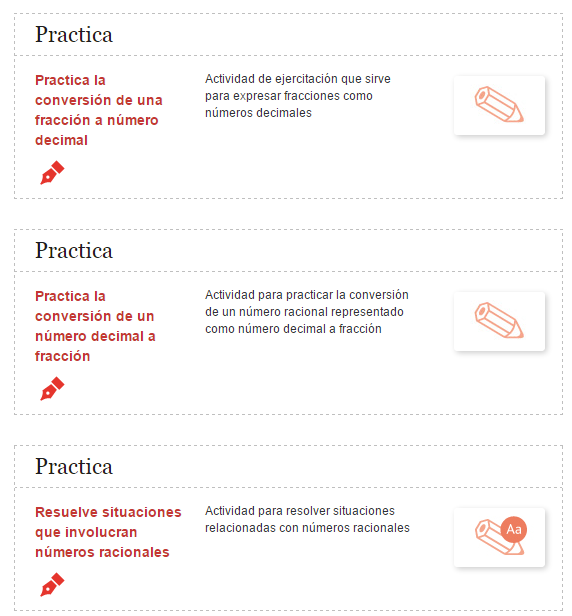 Practica
Practica la
conversión de una
fracción a número
decimal
Actividad de ejercitación que sirve
para expresar fracciones como
números decimales
Practica
Practica la
conversión de un
número decimal a
fracción
Actividad para practicar la conversión
de un número racional representado
como número decimal a fracción
Practica
Resuelve situaciones
que involucran
números racionales
Actividad para resolver situaciones
relacionadas con números racionales
Aa